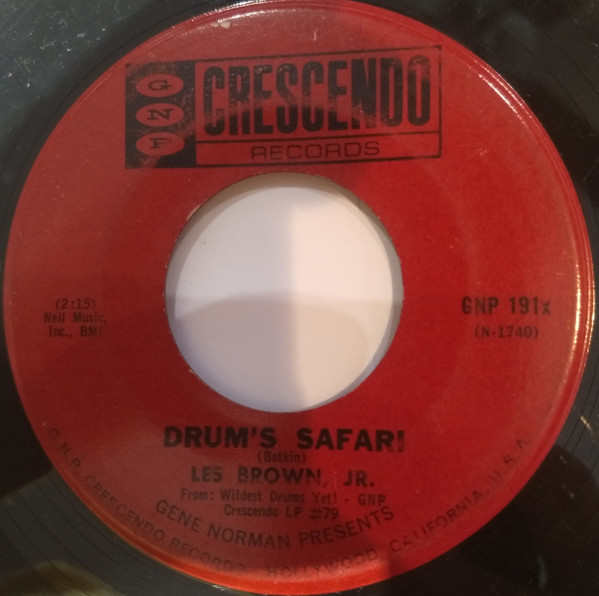 GNP
CRESCENDO
RECORDS
(2:15)
Neil Music,
Inc., BMI
GNP 191x
(N-1740)
DRUM'S SAFARI
(Botkin)
LES BROWN, JR.
From: Wildest Drums Yet! - GNP
Crescendo LP #79
GENE NORMAN PRESENTS
G.N.P. CRESCENDO RECORDS HOLLYWOOD, CALIFORNIA, U.S.A.